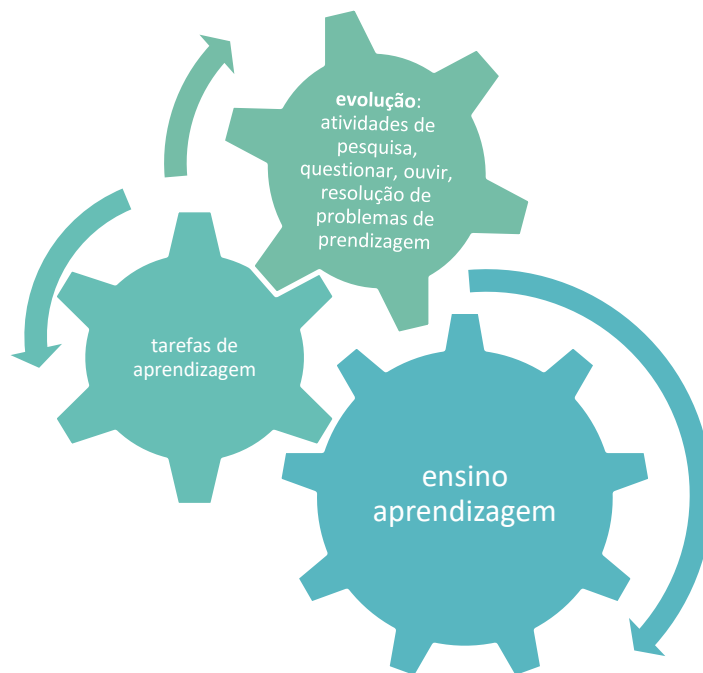 evolução:
atividades de
pesquisa,
questionar, ouvir,
resolução de
problemas de
prendizagem
tarefas de
aprendizagem
ensino
aprendizagem